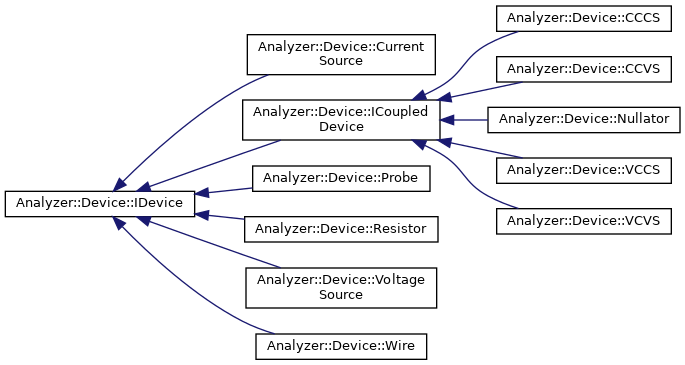 Analyzer::Device::IDevice
Analyzer::Device::Current
Source
Analyzer::Device::ICoupled
Device
Analyzer::Device::Probe
Analyzer::Device::Resistor
Analyzer::Device::Voltage
Source
Analyzer::Device::Wire
Analyzer::Device::CCCS
Analyzer::Device::CCVS
Analyzer::Device::Nullator
Analyzer::Device::VCCS
Analyzer::Device::VCVS